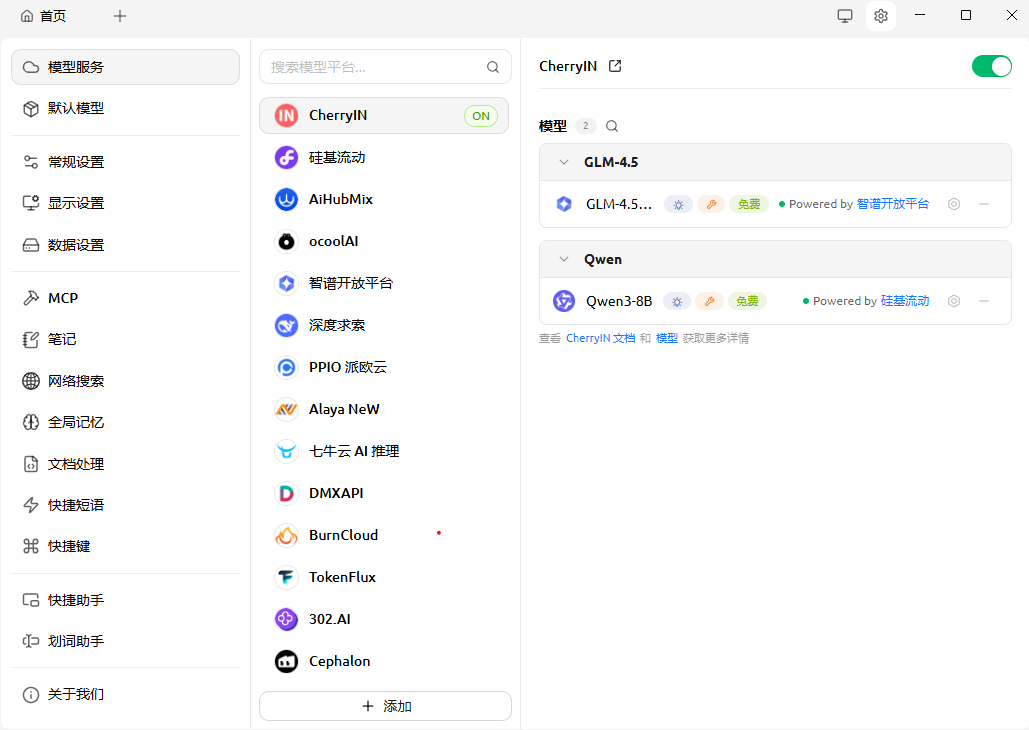 首页
模型服务
默认模型
常规设置
显示设置
数据设置
MCP
笔记
网络搜索
全局记忆
文档处理
快捷短语
快捷键
快捷助手
划词助手
关于我们
搜索模型平台...
CherryIN ON
硅基流动
AiHubMix
ocoolAI
智谱开放平台
深度求索
PPIO 派欧云
Alaya NeW
七牛云 AI 推理
DMXAPI
BurnCloud
TokenFlux
302.AI
Cephalon
添加
CherryIN
模型 2
GLM-4.5
GLM-4.5... 免费 Powered by 智谱开放平台
Qwen
Qwen3-8B 免费 Powered by 硅基流动
查看 CherryIN 文档 和 模型 获取更多详情